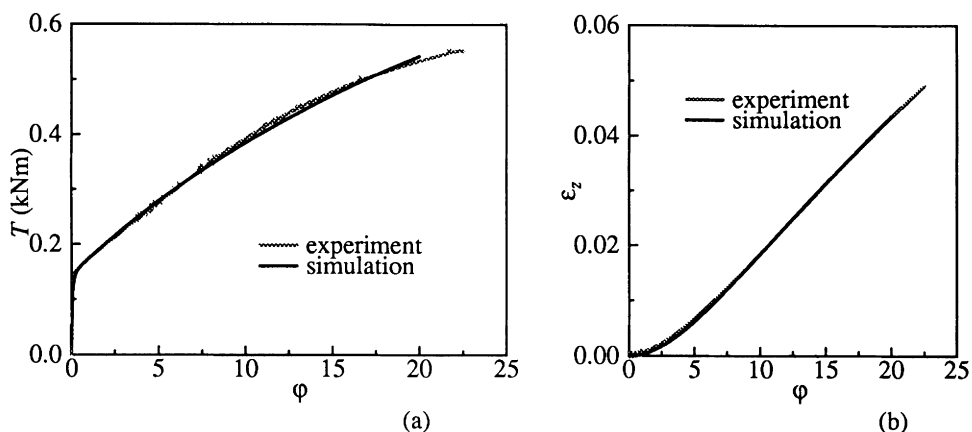 0.6
0.4
0.2
0.0
T (kNm)
experiment
simulation
0 5 10 15 20 25
φ
(a)
0.06
0.04
0.02
0.00
ε_z
experiment
simulation
0 5 10 15 20 25
φ
(b)